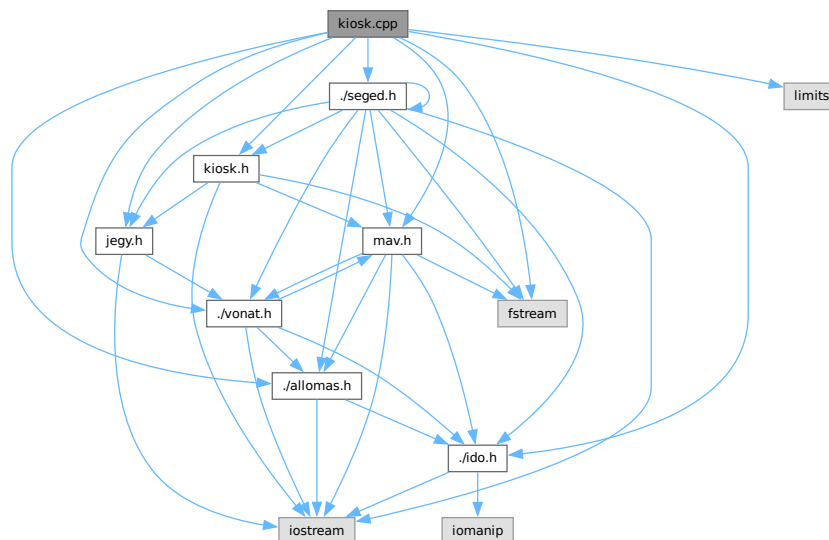 kiosk.cpp
./seged.h
limits
kiosk.h
jegy.h
mav.h
./vonat.h
fstream
./allomas.h
./ido.h
iostream
iomanip